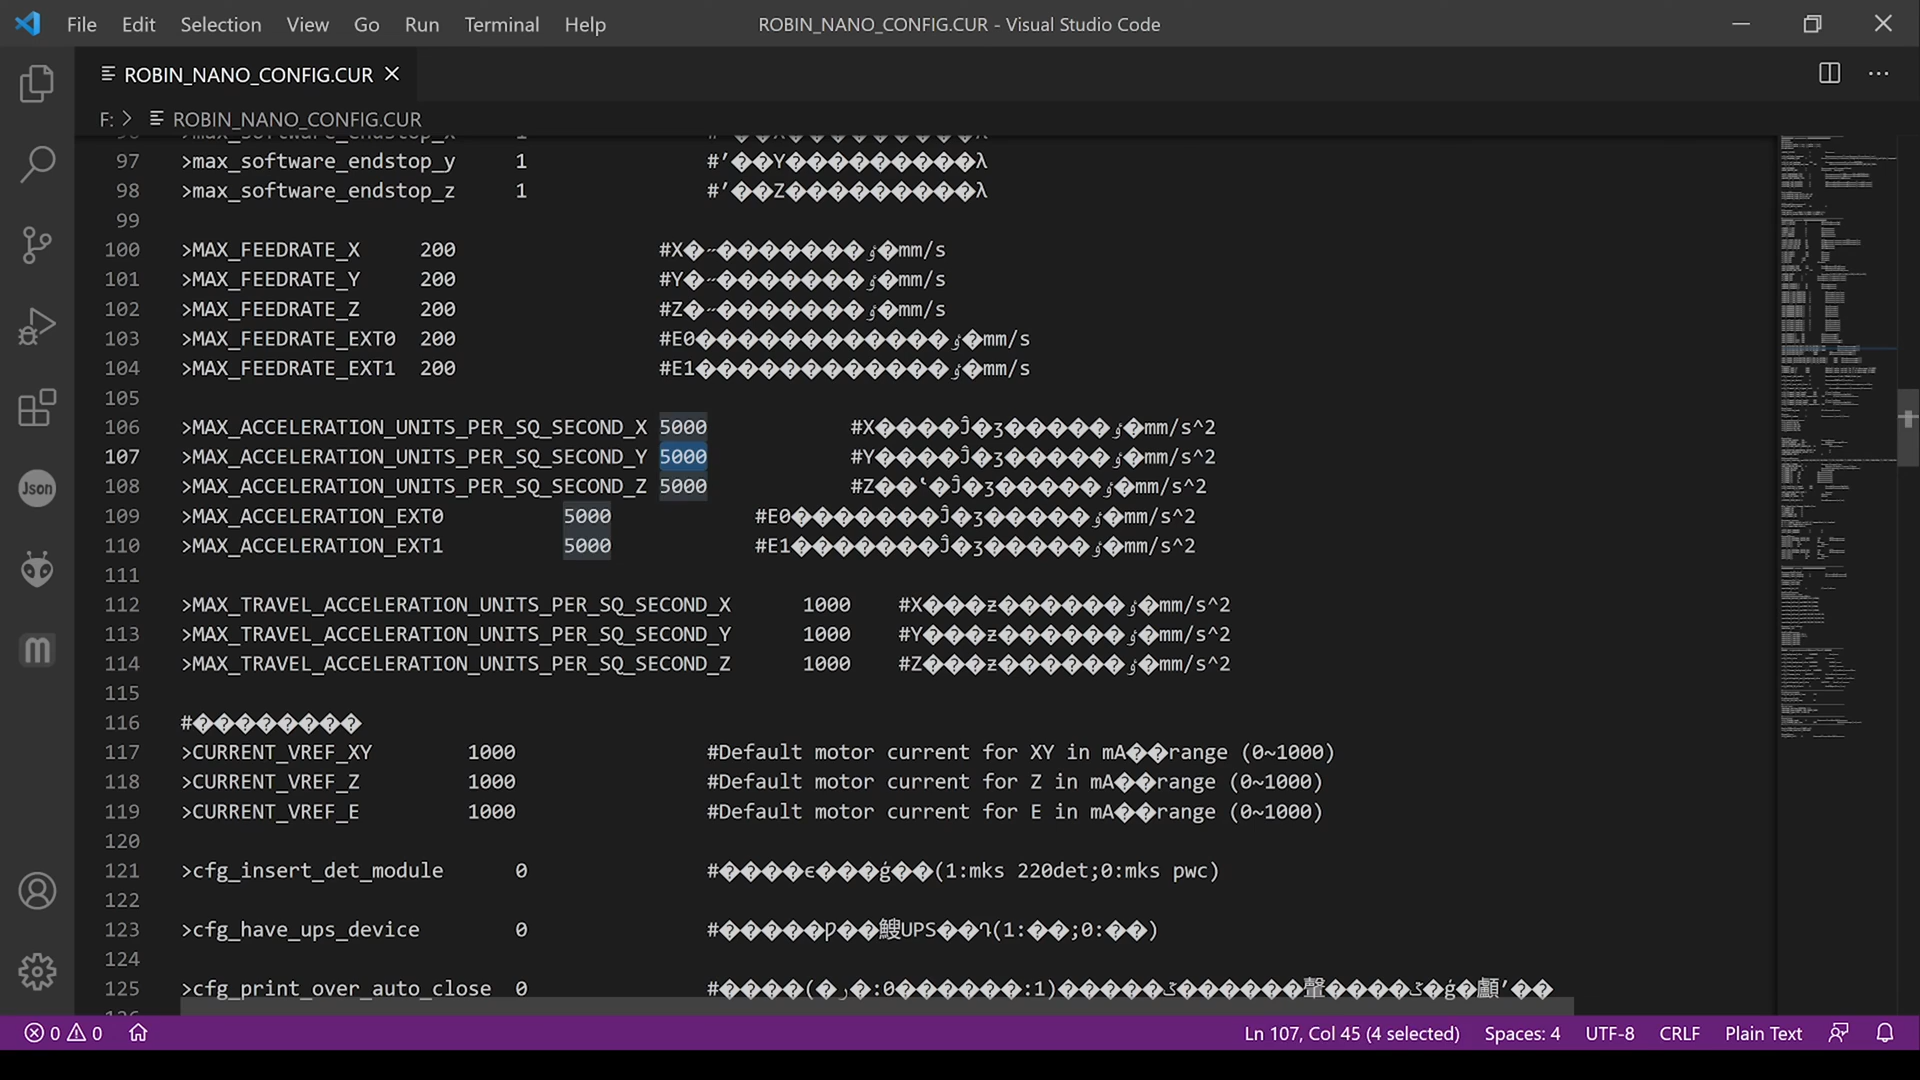 File Edit Selection View Go Run Terminal Help
ROBIN_NANO_CONFIG.CUR - Visual Studio Code
ROBIN_NANO_CONFIG.CUR
F: > ROBIN_NANO_CONFIG.CUR
97 >max_software_endstop_y 1 #’��Y���������λ
98 >max_software_endstop_z 1 #’��Z���������λ
99
100 >MAX_FEEDRATE_X 200 mm/s
101 >MAX_FEEDRATE_Y 200 mm/s
102 >MAX_FEEDRATE_Z 200 mm/s
103 >MAX_FEEDRATE_EXT0 200 mm/s
104 >MAX_FEEDRATE_EXT1 200 mm/s
105
106 >MAX_ACCELERATION_UNITS_PER_SQ_SECOND_X 5000 mm/s^2
107 >MAX_ACCELERATION_UNITS_PER_SQ_SECOND_Y 5000 mm/s^2
108 >MAX_ACCELERATION_UNITS_PER_SQ_SECOND_Z 5000 mm/s^2
109 >MAX_ACCELERATION_EXT0 5000 mm/s^2
110 >MAX_ACCELERATION_EXT1 5000 mm/s^2
111
112 >MAX_TRAVEL_ACCELERATION_UNITS_PER_SQ_SECOND_X 1000 mm/s^2
113 >MAX_TRAVEL_ACCELERATION_UNITS_PER_SQ_SECOND_Y 1000 mm/s^2
114 >MAX_TRAVEL_ACCELERATION_UNITS_PER_SQ_SECOND_Z 1000 mm/s^2
115
116 #��������
117 >CURRENT_VREF_XY 1000 #Default motor current for XY in mA��range (0~1000)
118 >CURRENT_VREF_Z 1000 #Default motor current for Z in mA��range (0~1000)
119 >CURRENT_VREF_E 1000 #Default motor current for E in mA��range (0~1000)
120
121 >cfg_insert_det_module 0 (1:mks 220det;0:mks pwc)
122
123 >cfg_have_ups_device 0 UPS
124
125 >cfg_print_over_auto_close 0
Json
m
0 0
Ln 107, Col 45 (4 selected) Spaces: 4 UTF-8 CRLF Plain Text